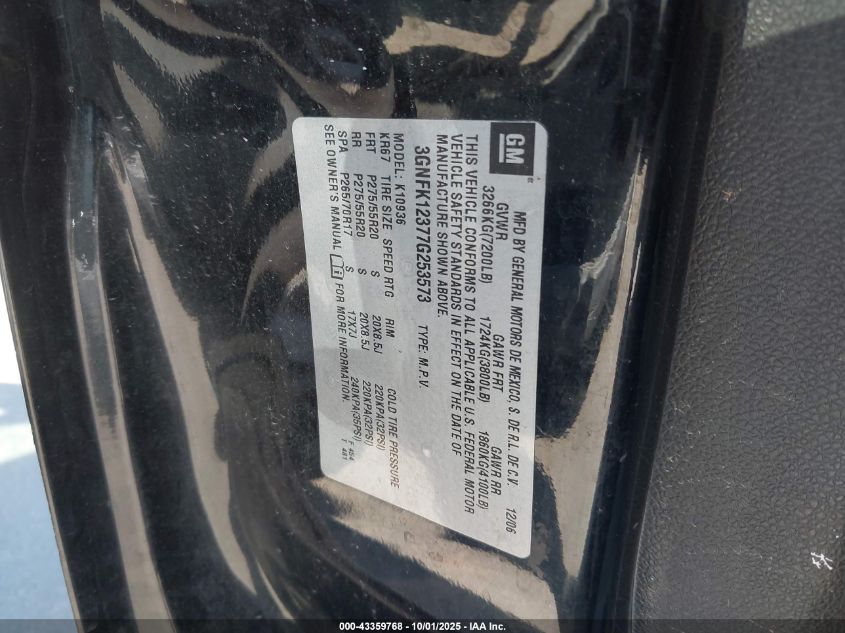 GM
MFD BY GENERAL MOTORS DE MEXICO, S. DE R.L. DE C.V. 12/06
GVWR GAWR FRT GAWR RR
3266KG(7200LB) 1724KG(3800LB) 1860KG(4100LB)
THIS VEHICLE CONFORMS TO ALL APPLICABLE U.S. FEDERAL MOTOR
VEHICLE SAFETY STANDARDS IN EFFECT ON THE DATE OF
MANUFACTURE SHOWN ABOVE.
3GNFK12377G253573 TYPE: M.P.V.
MODEL: K10936
KR67 TIRE SIZE SPEED RTG RIM COLD TIRE PRESSURE
FRT P275/55R20 S 20X8.5J 220KPA(32PSI)
RR P275/55R20 S 20X8.5J 220KPA(32PSI)
SPA P265/70R17 S 17X7J 240KPA(35PSI)
SEE OWNER'S MANUAL FOR MORE INFORMATION.
F 454
T 481
000-43359768 - 10/01/2025 - IAA Inc.